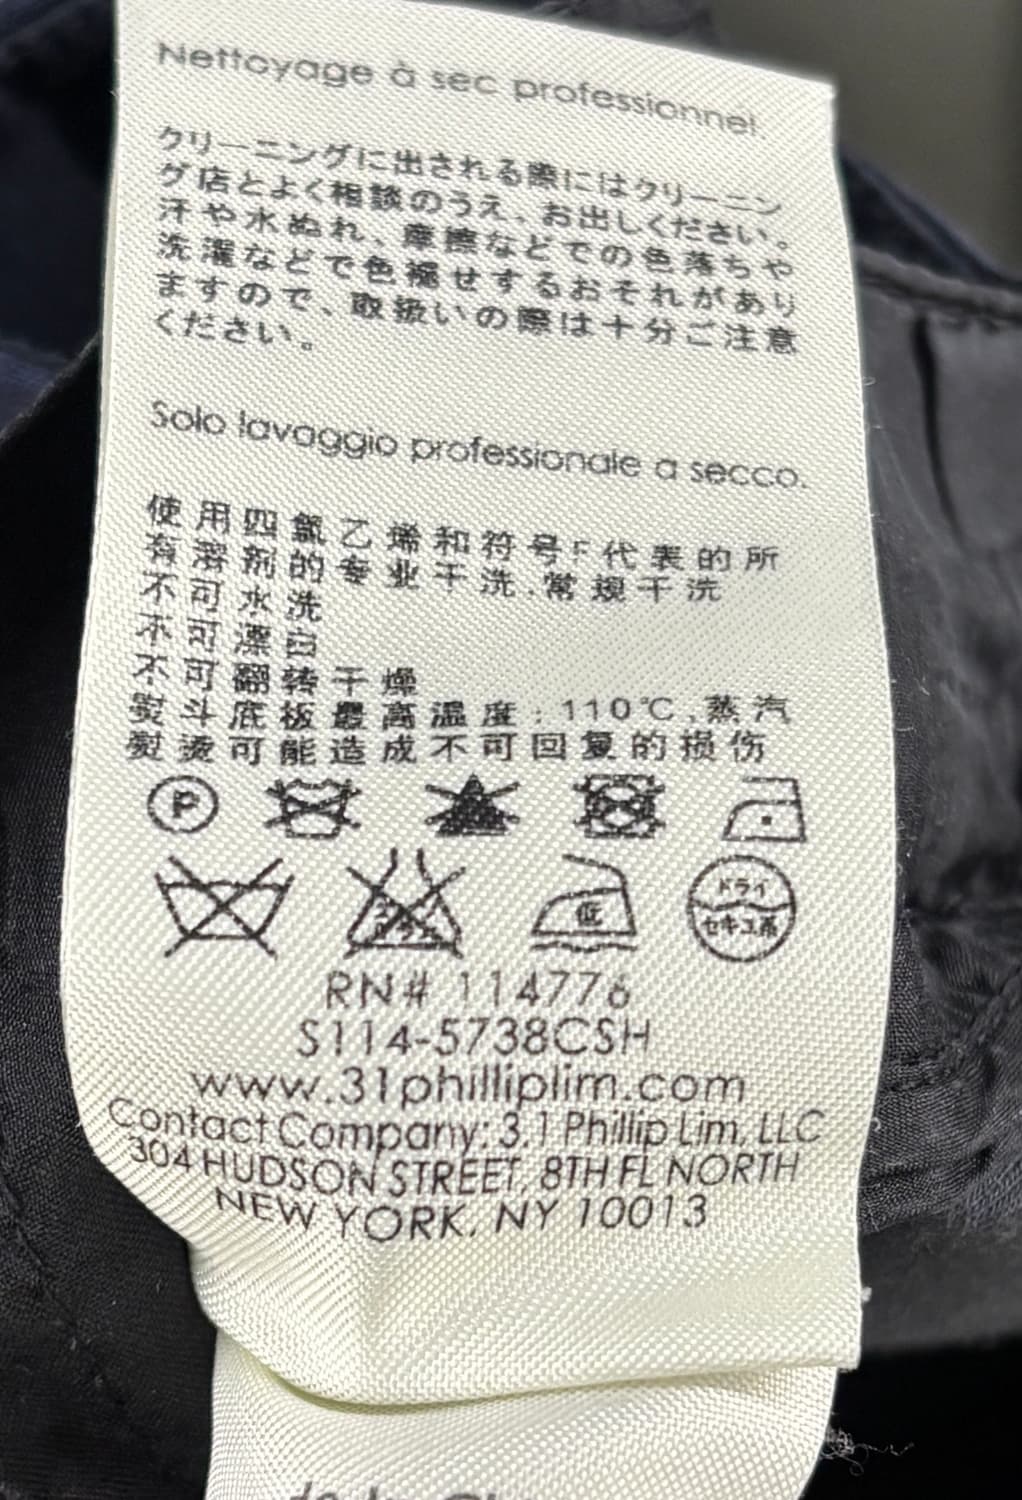 Nettoyage à sec professionnel.
クリーニングに出される際にはクリーニン
グ店とよく相談のうえ、お出しください。
汗や水ぬれ、摩擦などでの色落ちや
洗濯などで色褪せするおそれがあり
ますので、取扱いの際は十分ご注意
ください。
Solo lavaggio professionale a secco.
使用四氯乙烯和符号F代表的所
有溶剂的专业干洗.常规干洗
不可水洗
不可漂白
不可翻转干燥
熨斗底板最高温度:110℃.蒸汽
熨烫可能造成不可回复的损伤
P
低
ドライ
セキユ系
RN# 114776
S114-5738CSH
www.31philliplim.com
Contact Company: 3.1 Phillip Lim, LLC
304 HUDSON STREET, 8TH FL NORTH
NEW YORK, NY 10013